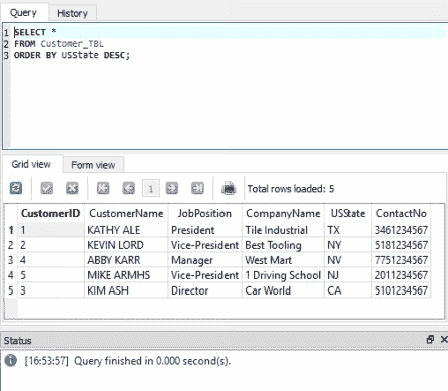 Query History
1 SELECT *
2 FROM Customer_TBL
3 ORDER BY USState DESC;
Grid view Form view
1 Total rows loaded: 5
CustomerID CustomerName JobPosition CompanyName USState ContactNo
1 1 KATHY ALE President Tile Industrial TX 3461234567
2 2 KEVIN LORD Vice-President Best Tooling NY 5181234567
3 4 ABBY KARR Manager West Mart NV 7751234567
4 5 MIKE ARMHS Vice-President 1 Driving School NJ 2011234567
5 3 KIM ASH Director Car World CA 5101234567
Status
[16:53:57] Query finished in 0.000 second(s).